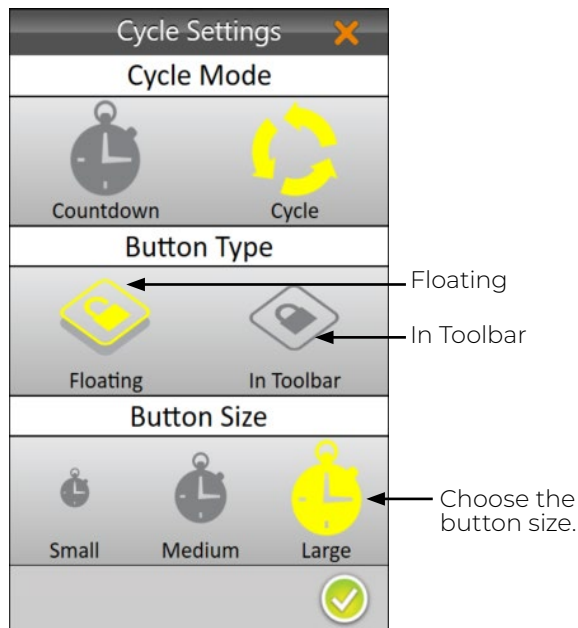 Cycle Settings
Cycle Mode
Countdown Cycle
Button Type
Floating
In Toolbar
Floating In Toolbar
Button Size
Choose the
button size.
Small Medium Large